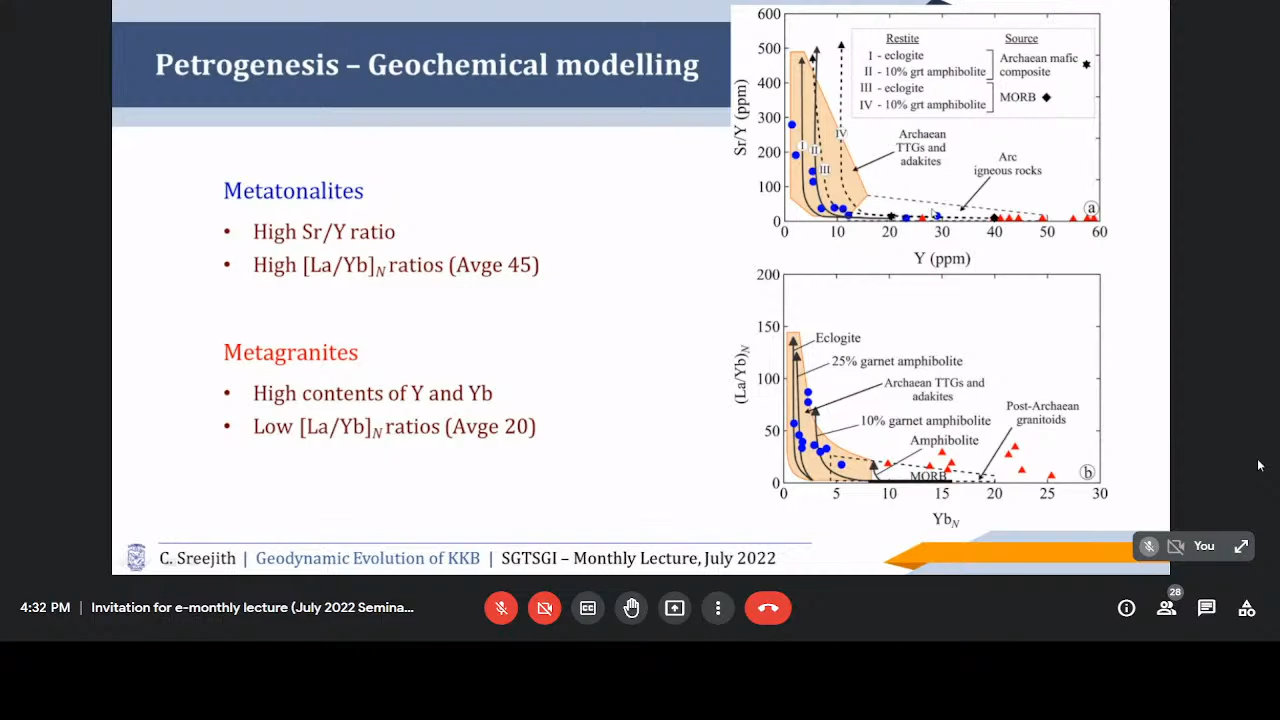 Petrogenesis – Geochemical modelling
Metatonalites
• High Sr/Y ratio
• High [La/Yb]N ratios (Avge 45)
Metagranites
• High contents of Y and Yb
• Low [La/Yb]N ratios (Avge 20)
600
500
400
300
200
100
0
Sr/Y (ppm)
Restite
Source
I - eclogite
II - 10% grt amphibolite
Archaean mafic
composite
III - eclogite
IV - 10% grt amphibolite
MORB
I
II
III
IV
Archaean
TTGs and
adakites
Arc
igneous rocks
a
0 10 20 30 40 50 60
Y (ppm)
200
150
100
50
0
(La/Yb)N
Eclogite
25% garnet amphibolite
Archaean TTGs and
adakites
10% garnet amphibolite
Post-Archaean
granitoids
Amphibolite
MORB
b
0 5 10 15 20 25 30
YbN
C. Sreejith | Geodynamic Evolution of KKB | SGTSGI – Monthly Lecture, July 2022
You
4:32 PM | Invitation for e-monthly lecture (July 2022 Semina...
28